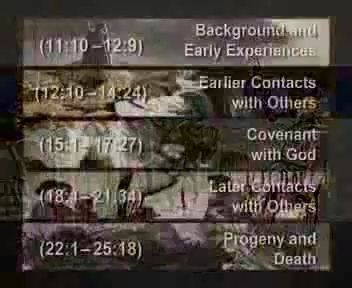 (11:10–12:9) Background and
Early Experiences
(12:10–14:24) Earlier Contacts
with Others
(15:1–17:27) Covenant
with God
(18:1–21:34) Later Contacts
with Others
(22:1–25:18) Progeny and
Death